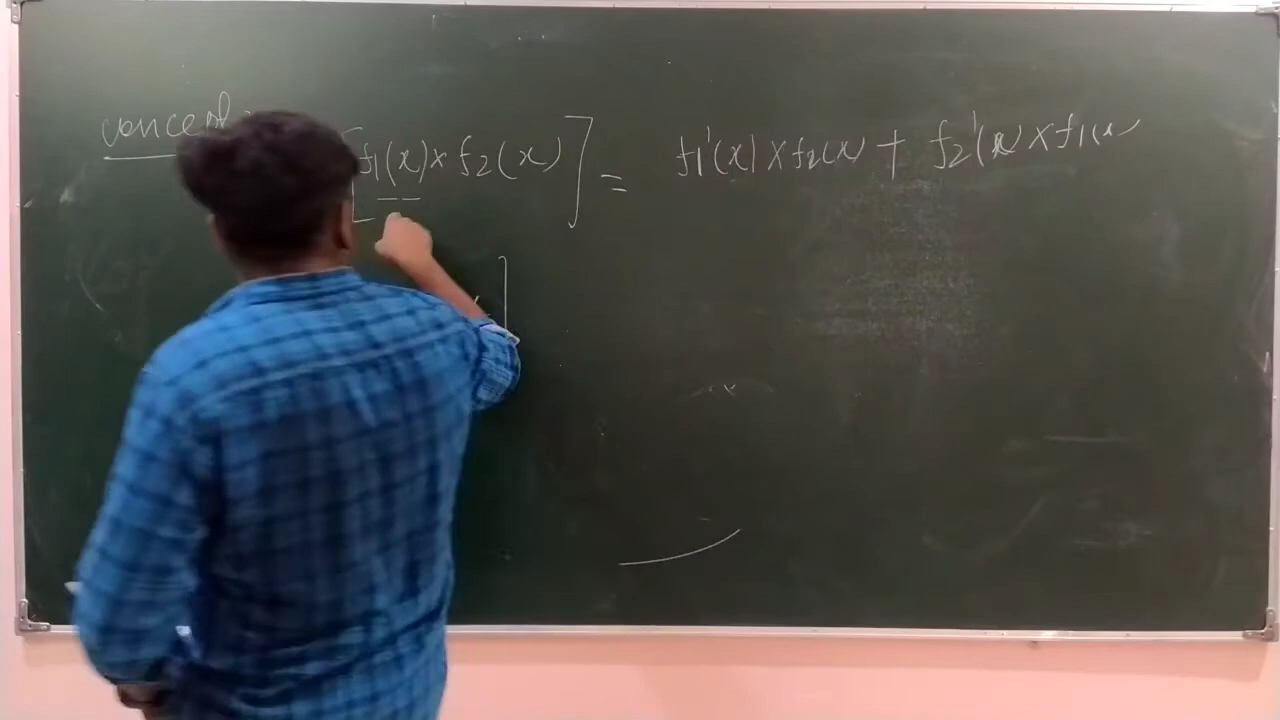 concept [f1(x) × f2(x)] = f1'(x) × f2(x) + f2'(x) × f1(x
]